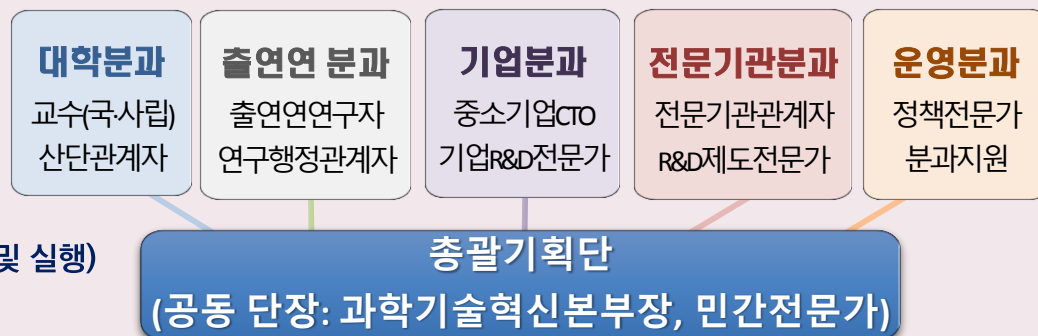 대학분과
교수(국·사립)
산단관계자
출연연 분과
출연연연구자
연구행정관계자
기업분과
중소기업CTO
기업R&D전문가
전문기관분과
전문기관관계자
R&D제도전문가
운영분과
정책전문가
분과지원
및 실행)
총괄기획단
(공동 단장: 과학기술혁신본부장, 민간전문가)